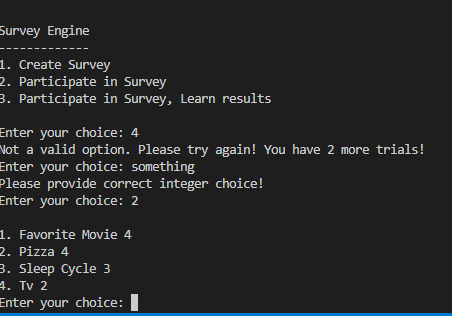 Survey Engine
-------------
1. Create Survey
2. Participate in Survey
3. Participate in Survey, Learn results
Enter your choice: 4
Not a valid option. Please try again! You have 2 more trials!
Enter your choice: something
Please provide correct integer choice!
Enter your choice: 2
1. Favorite Movie 4
2. Pizza 4
3. Sleep Cycle 3
4. Tv 2
Enter your choice: